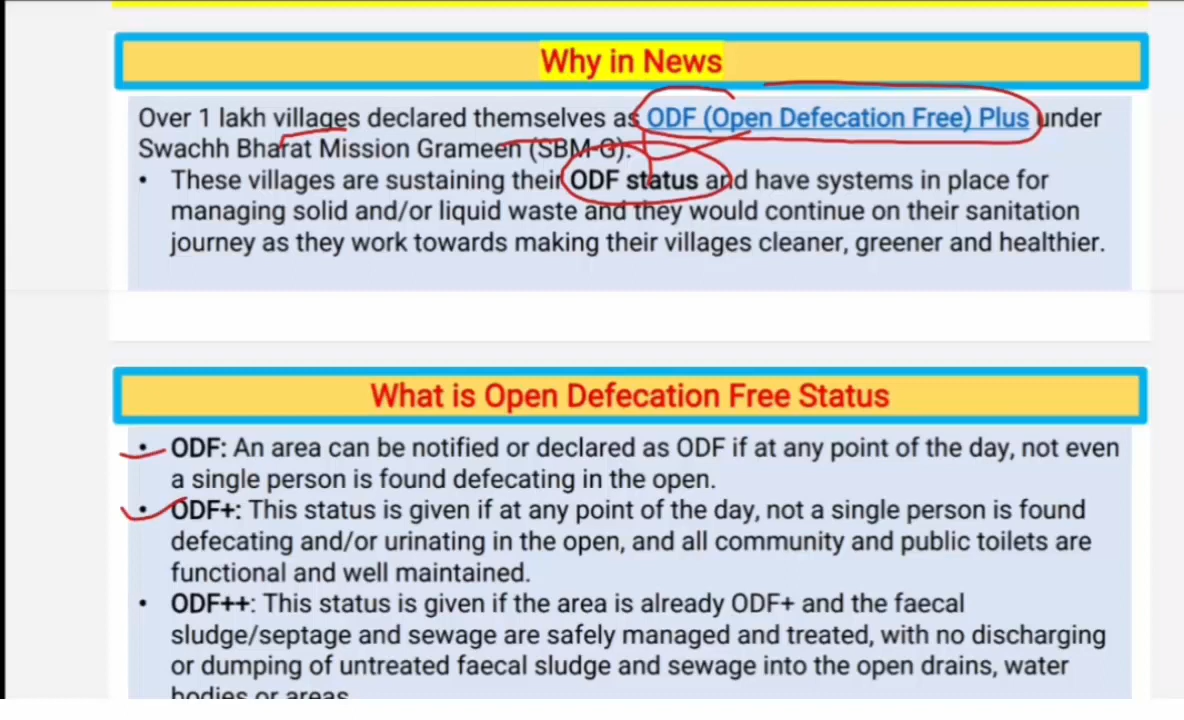 Why in News
Over 1 lakh villages declared themselves as ODF (Open Defecation Free) Plus under
Swachh Bharat Mission Grameen (SBM-G).
• These villages are sustaining their ODF status and have systems in place for
managing solid and/or liquid waste and they would continue on their sanitation
journey as they work towards making their villages cleaner, greener and healthier.
What is Open Defecation Free Status
• ODF: An area can be notified or declared as ODF if at any point of the day, not even
a single person is found defecating in the open.
• ODF+: This status is given if at any point of the day, not a single person is found
defecating and/or urinating in the open, and all community and public toilets are
functional and well maintained.
• ODF++: This status is given if the area is already ODF+ and the faecal
sludge/septage and sewage are safely managed and treated, with no discharging
or dumping of untreated faecal sludge and sewage into the open drains, water
bodies or areas